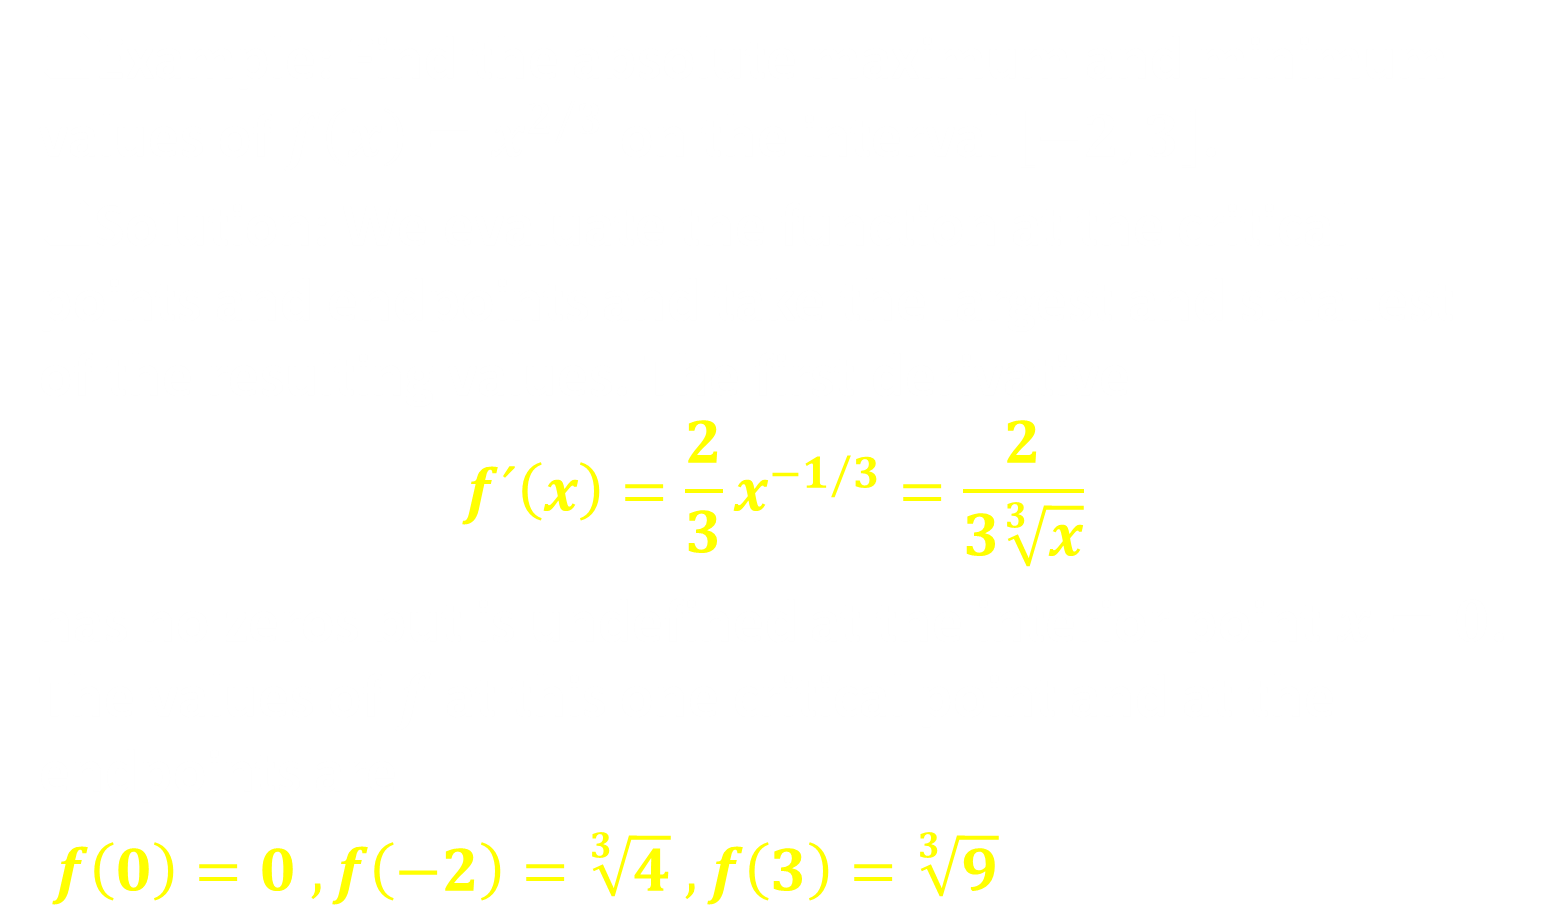 f′(x) = 2/3 x^{−1/3} = 2/(3∛x)
f(0) = 0 , f(−2) = ∛4 , f(3) = ∛9